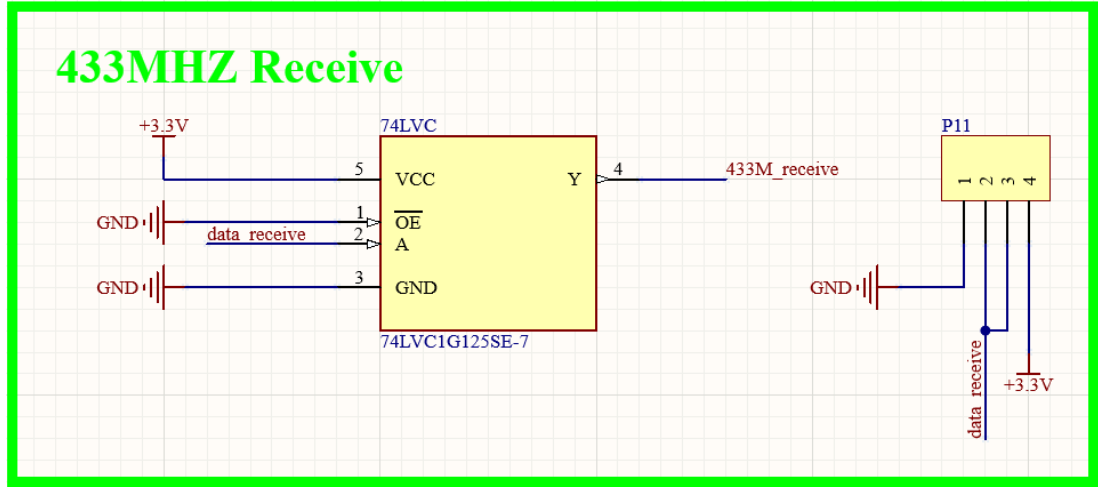 433MHZ Receive
+3.3V
74LVC
P11
5
VCC
Y
4
433M_receive
1
2
3
4
GND
1
OE
data_receive
2
A
GND
3
GND
GND
74LVC1G125SE-7
data_receive
+3.3V